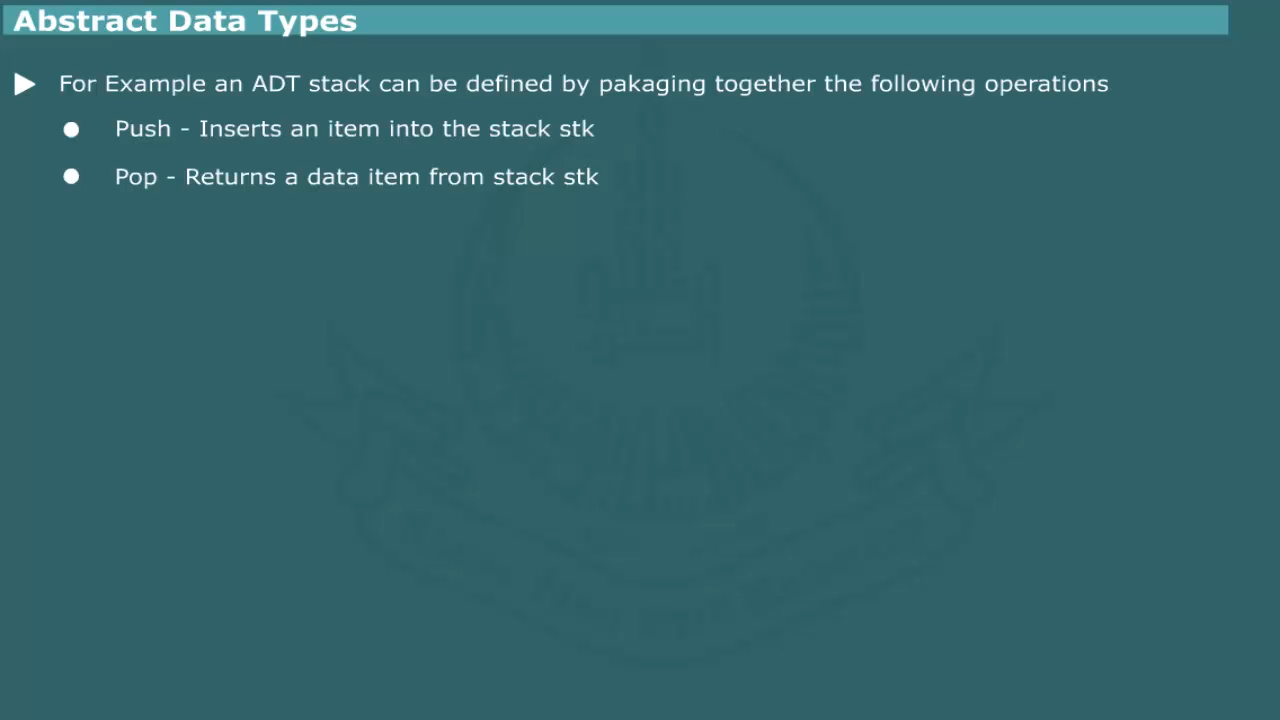 Abstract Data Types
For Example an ADT stack can be defined by pakaging together the following operations
Push - Inserts an item into the stack stk
Pop - Returns a data item from stack stk